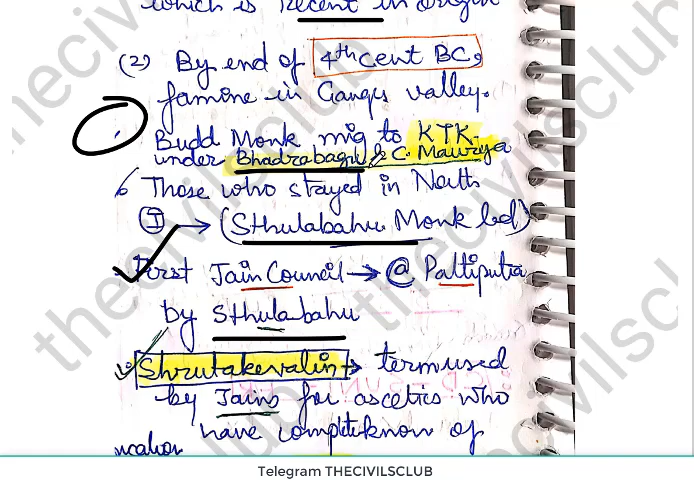 which is recent in origin
(2) By end of 4th Cent BC,
famine in Ganges valley.
Budd Monk mig to KTK
under Bhadrabahu & C. Maurya
Those who stayed in North
I → (Sthulabahu Monk led)
First Jain Council → @ Patliputra
by Sthulabahu
Shrutakevalin → term used
by Jains for ascetics who
have complete know of
thecivilsclub
Telegram THECIVILSCLUB